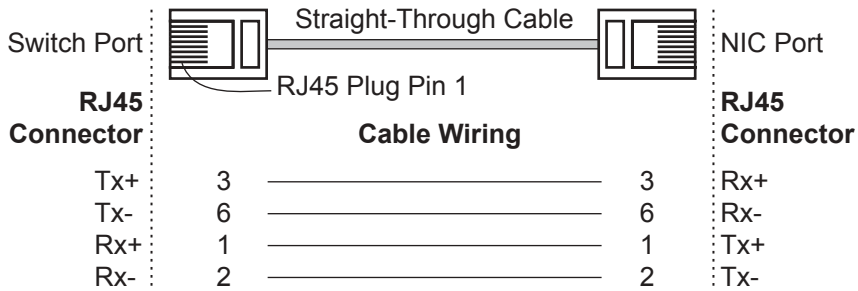 Straight-Through Cable
Switch Port
NIC Port
RJ45 Plug Pin 1
RJ45
Connector
Cable Wiring
RJ45
Connector
Tx+ 3 3 Rx+
Tx- 6 6 Rx-
Rx+ 1 1 Tx+
Rx- 2 2 Tx-